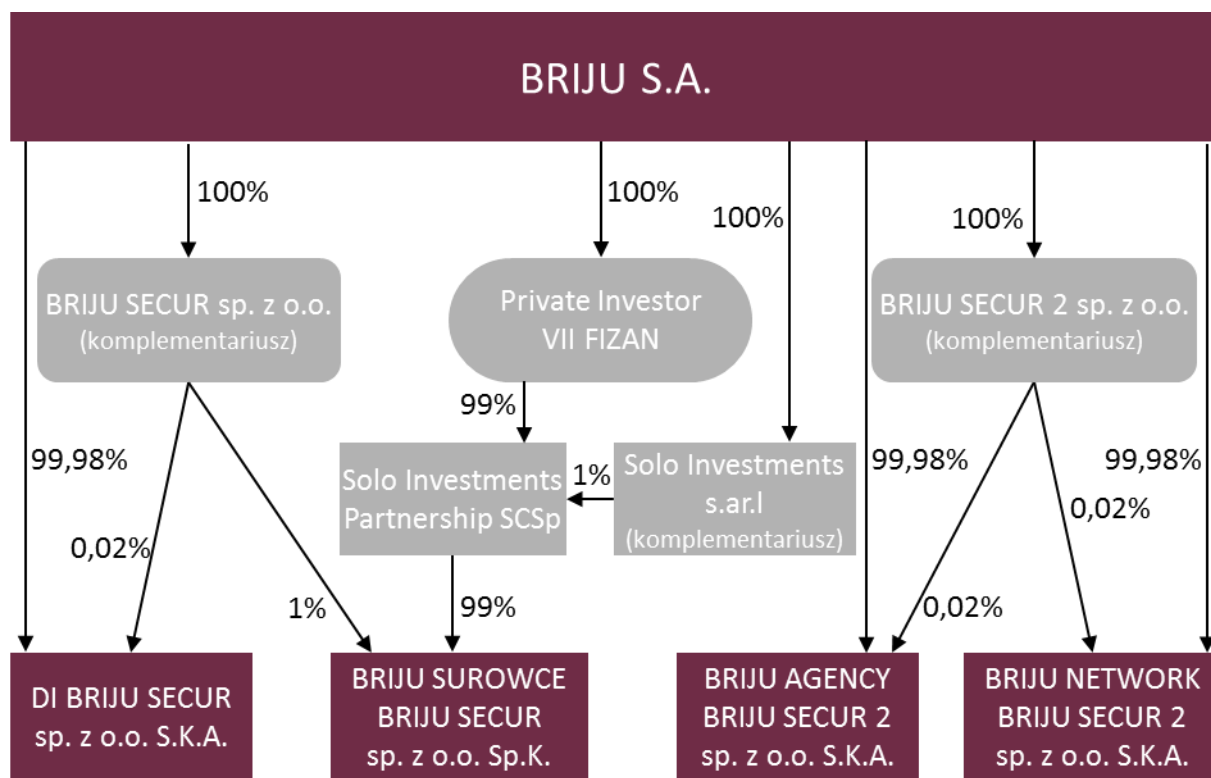 BRIJU S.A.
100%
100%
100%
100%
BRIJU SECUR sp. z o.o.
(komplementariusz)
Private Investor
VII FIZAN
BRIJU SECUR 2 sp. z o.o.
(komplementariusz)
99%
99,98%
Solo Investments
Partnership SCSp
1%
Solo Investments
s.ar.l
(komplementariusz)
99,98%
99,98%
0,02%
0,02%
1%
99%
0,02%
DI BRIJU SECUR
sp. z o.o. S.K.A.
BRIJU SUROWCE
BRIJU SECUR
sp. z o.o. Sp.K.
BRIJU AGENCY
BRIJU SECUR 2
sp. z o.o. S.K.A.
BRIJU NETWORK
BRIJU SECUR 2
sp. z o.o. S.K.A.